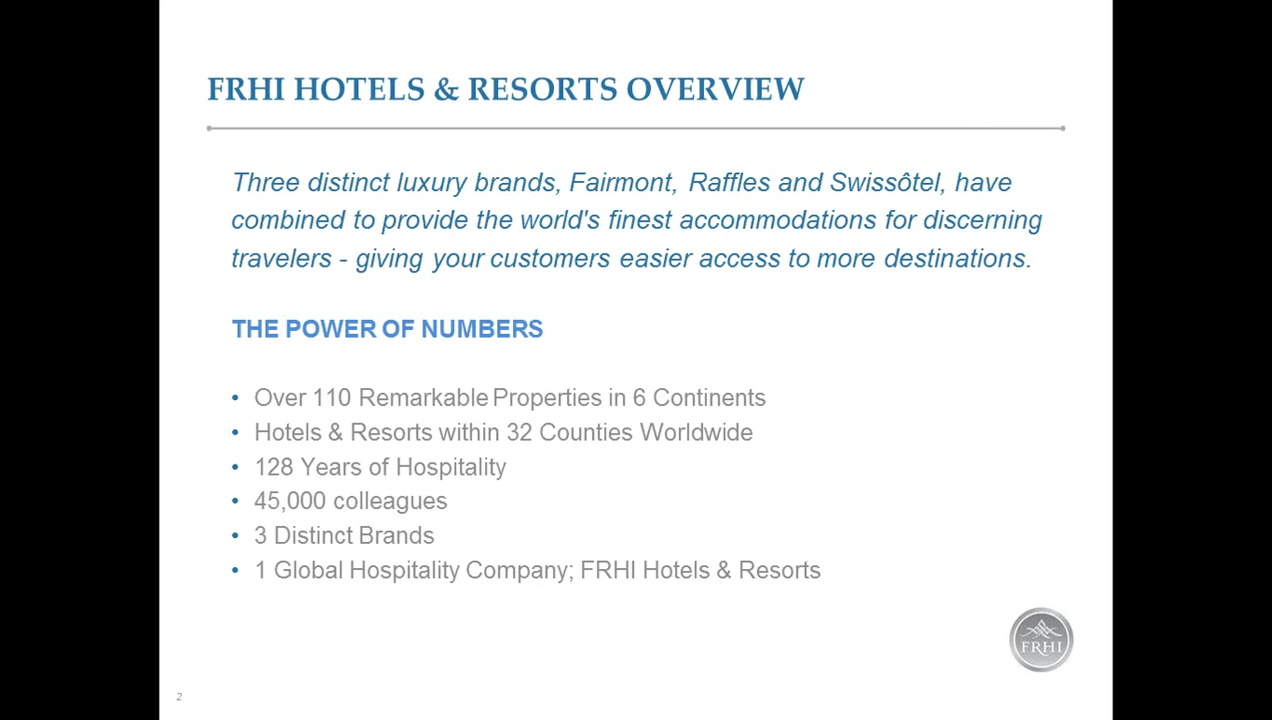 FRHI HOTELS & RESORTS OVERVIEW
Three distinct luxury brands, Fairmont, Raffles and Swissôtel, have
combined to provide the world's finest accommodations for discerning
travelers - giving your customers easier access to more destinations.
THE POWER OF NUMBERS
• Over 110 Remarkable Properties in 6 Continents
• Hotels & Resorts within 32 Counties Worldwide
• 128 Years of Hospitality
• 45,000 colleagues
• 3 Distinct Brands
• 1 Global Hospitality Company; FRHI Hotels & Resorts
FRHI
2